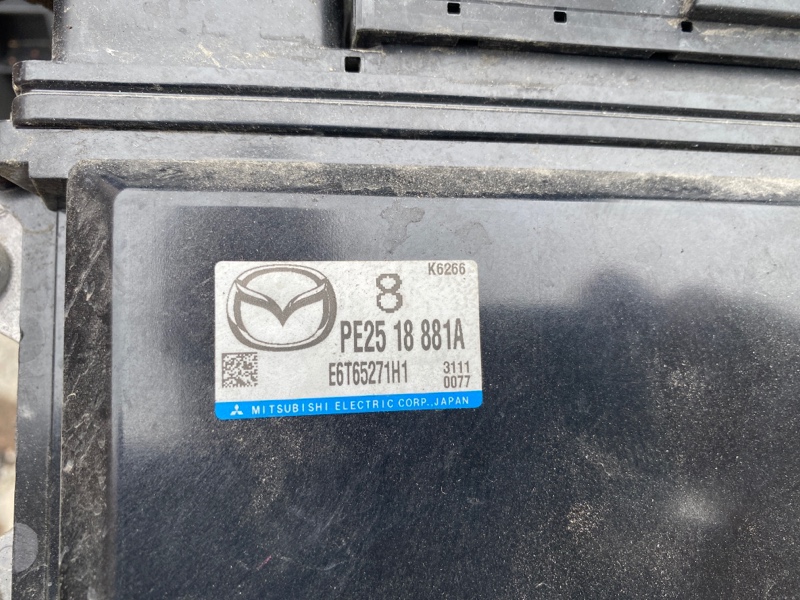 K6266
8
PE25 18 881A
E6T65271H1
3111
0077
MITSUBISHI ELECTRIC CORP., JAPAN